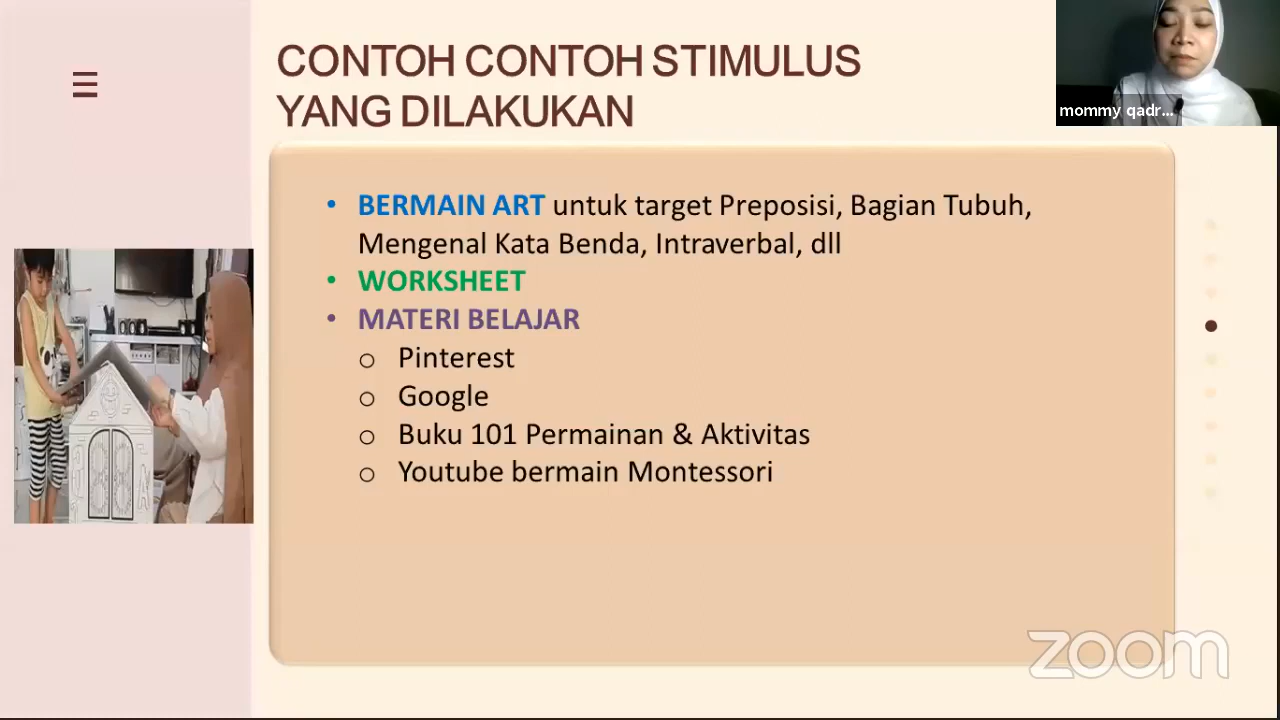 CONTOH CONTOH STIMULUS
YANG DILAKUKAN
mommy qadr...
• BERMAIN ART untuk target Preposisi, Bagian Tubuh,
Mengenal Kata Benda, Intraverbal, dll
• WORKSHEET
• MATERI BELAJAR
o Pinterest
o Google
o Buku 101 Permainan & Aktivitas
o Youtube bermain Montessori
zoom